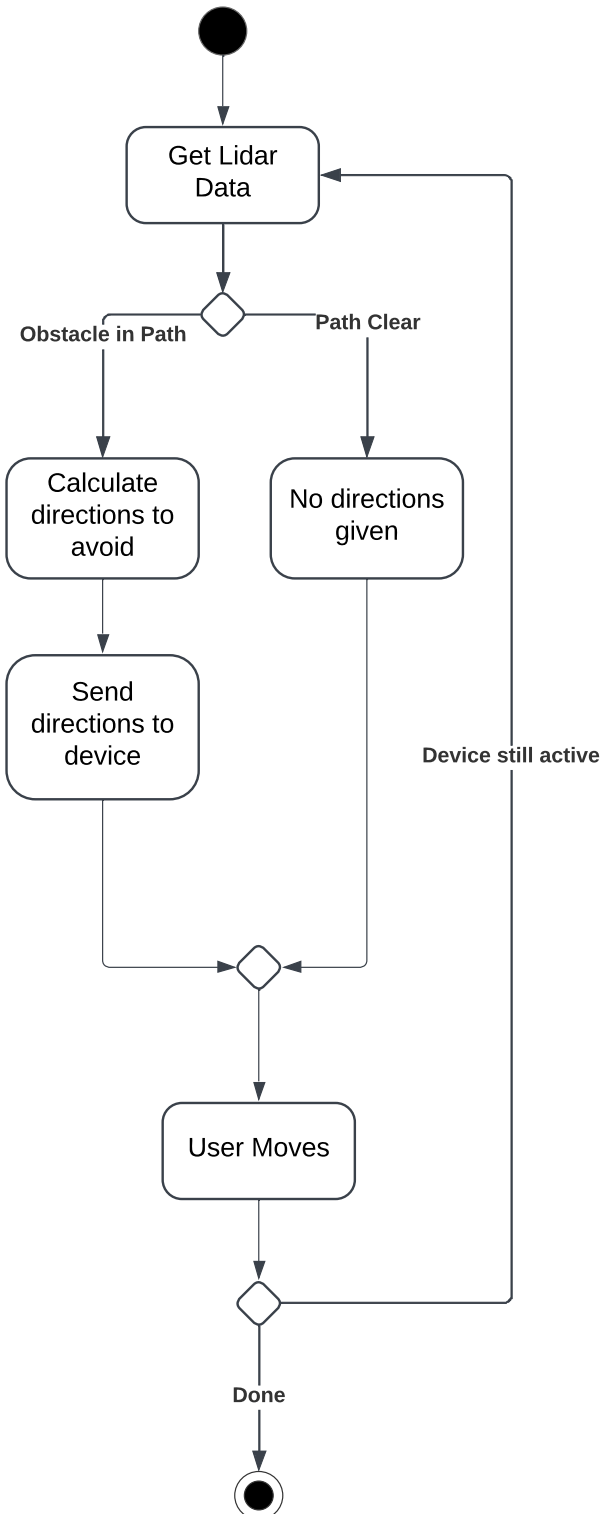 Get Lidar
Data
Obstacle in Path
Path Clear
Calculate
directions to
avoid
No directions
given
Send
directions to
device
Device still active
User Moves
Done